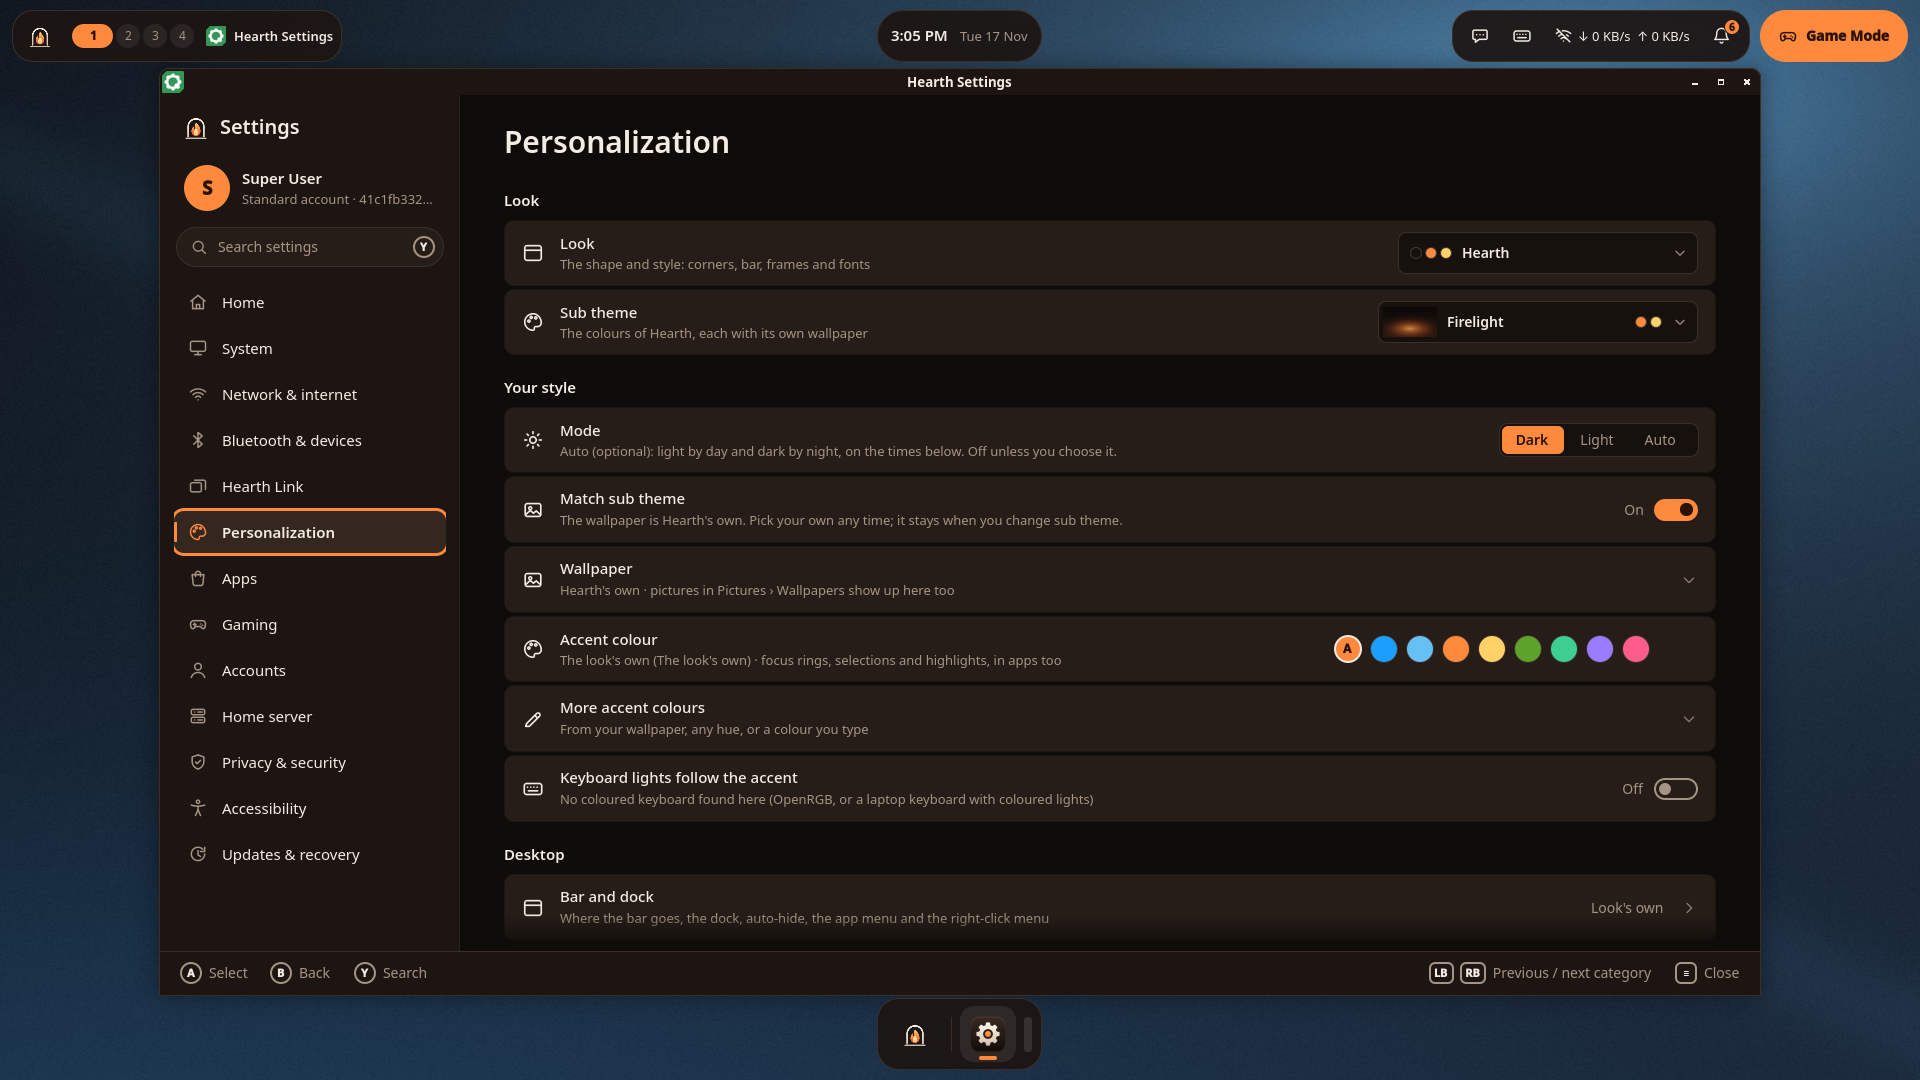 1 2 3 4 Hearth Settings
3:05 PM Tue 17 Nov
↓ 0 KB/s ↑ 0 KB/s
6
Game Mode
Hearth Settings
Settings
S
Super User
Standard account · 41c1fb332...
Search settings Y
Home
System
Network & internet
Bluetooth & devices
Hearth Link
Personalization
Apps
Gaming
Accounts
Home server
Privacy & security
Accessibility
Updates & recovery
Personalization
Look
Look
The shape and style: corners, bar, frames and fonts
Hearth
Sub theme
The colours of Hearth, each with its own wallpaper
Firelight
Your style
Mode
Auto (optional): light by day and dark by night, on the times below. Off unless you choose it.
Dark Light Auto
Match sub theme
The wallpaper is Hearth's own. Pick your own any time; it stays when you change sub theme.
On
Wallpaper
Hearth's own · pictures in Pictures › Wallpapers show up here too
Accent colour
The look's own (The look's own) · focus rings, selections and highlights, in apps too
A
More accent colours
From your wallpaper, any hue, or a colour you type
Keyboard lights follow the accent
No coloured keyboard found here (OpenRGB, or a laptop keyboard with coloured lights)
Off
Desktop
Bar and dock
Where the bar goes, the dock, auto-hide, the app menu and the right-click menu
Look's own
A Select B Back Y Search
LB RB Previous / next category ≡ Close